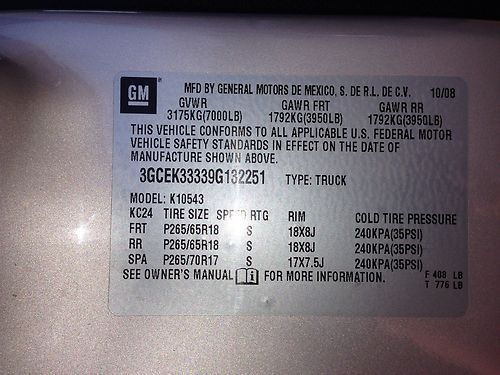 GM
MFD BY GENERAL MOTORS DE MEXICO, S. DE R.L. DE C.V. 10/08
GVWR GAWR FRT GAWR RR
3175KG(7000LB) 1792KG(3950LB) 1792KG(3950LB)
THIS VEHICLE CONFORMS TO ALL APPLICABLE U.S. FEDERAL MOTOR
VEHICLE SAFETY STANDARDS IN EFFECT ON THE DATE OF
MANUFACTURE SHOWN ABOVE.
3GCEK33339G132251 TYPE: TRUCK
MODEL: K10543
KC24 TIRE SIZE SPEED RTG RIM COLD TIRE PRESSURE
FRT P265/65R18 S 18X8J 240KPA(35PSI)
RR P265/65R18 S 18X8J 240KPA(35PSI)
SPA P265/70R17 S 17X7.5J 240KPA(35PSI)
SEE OWNER'S MANUAL FOR MORE INFORMATION.
F 408 LB
T 776 LB